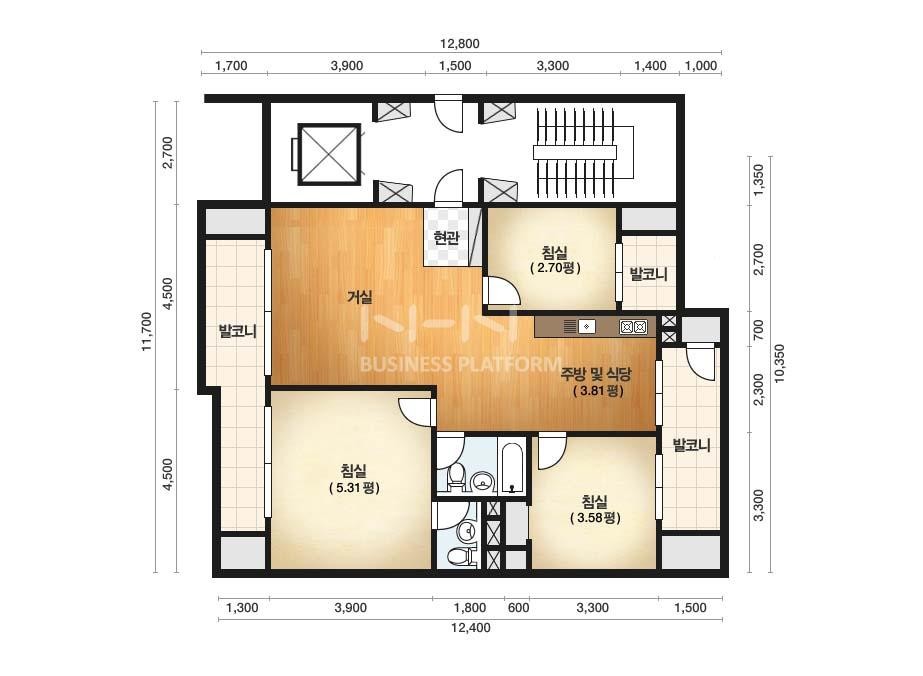 12,800
1,700 3,900 1,500 3,300 1,400 1,000
2,700
1,350
현관
침실
( 2.70평)
발코니
2,700
거실
4,500
발코니
11,700
NHN
BUSINESS PLATFORM
700
10,350
주방 및 식당
( 3.81평)
2,300
발코니
침실
( 5.31평)
4,500
침실
( 3.58평)
3,300
1,300 3,900 1,800 600 3,300 1,500
12,400